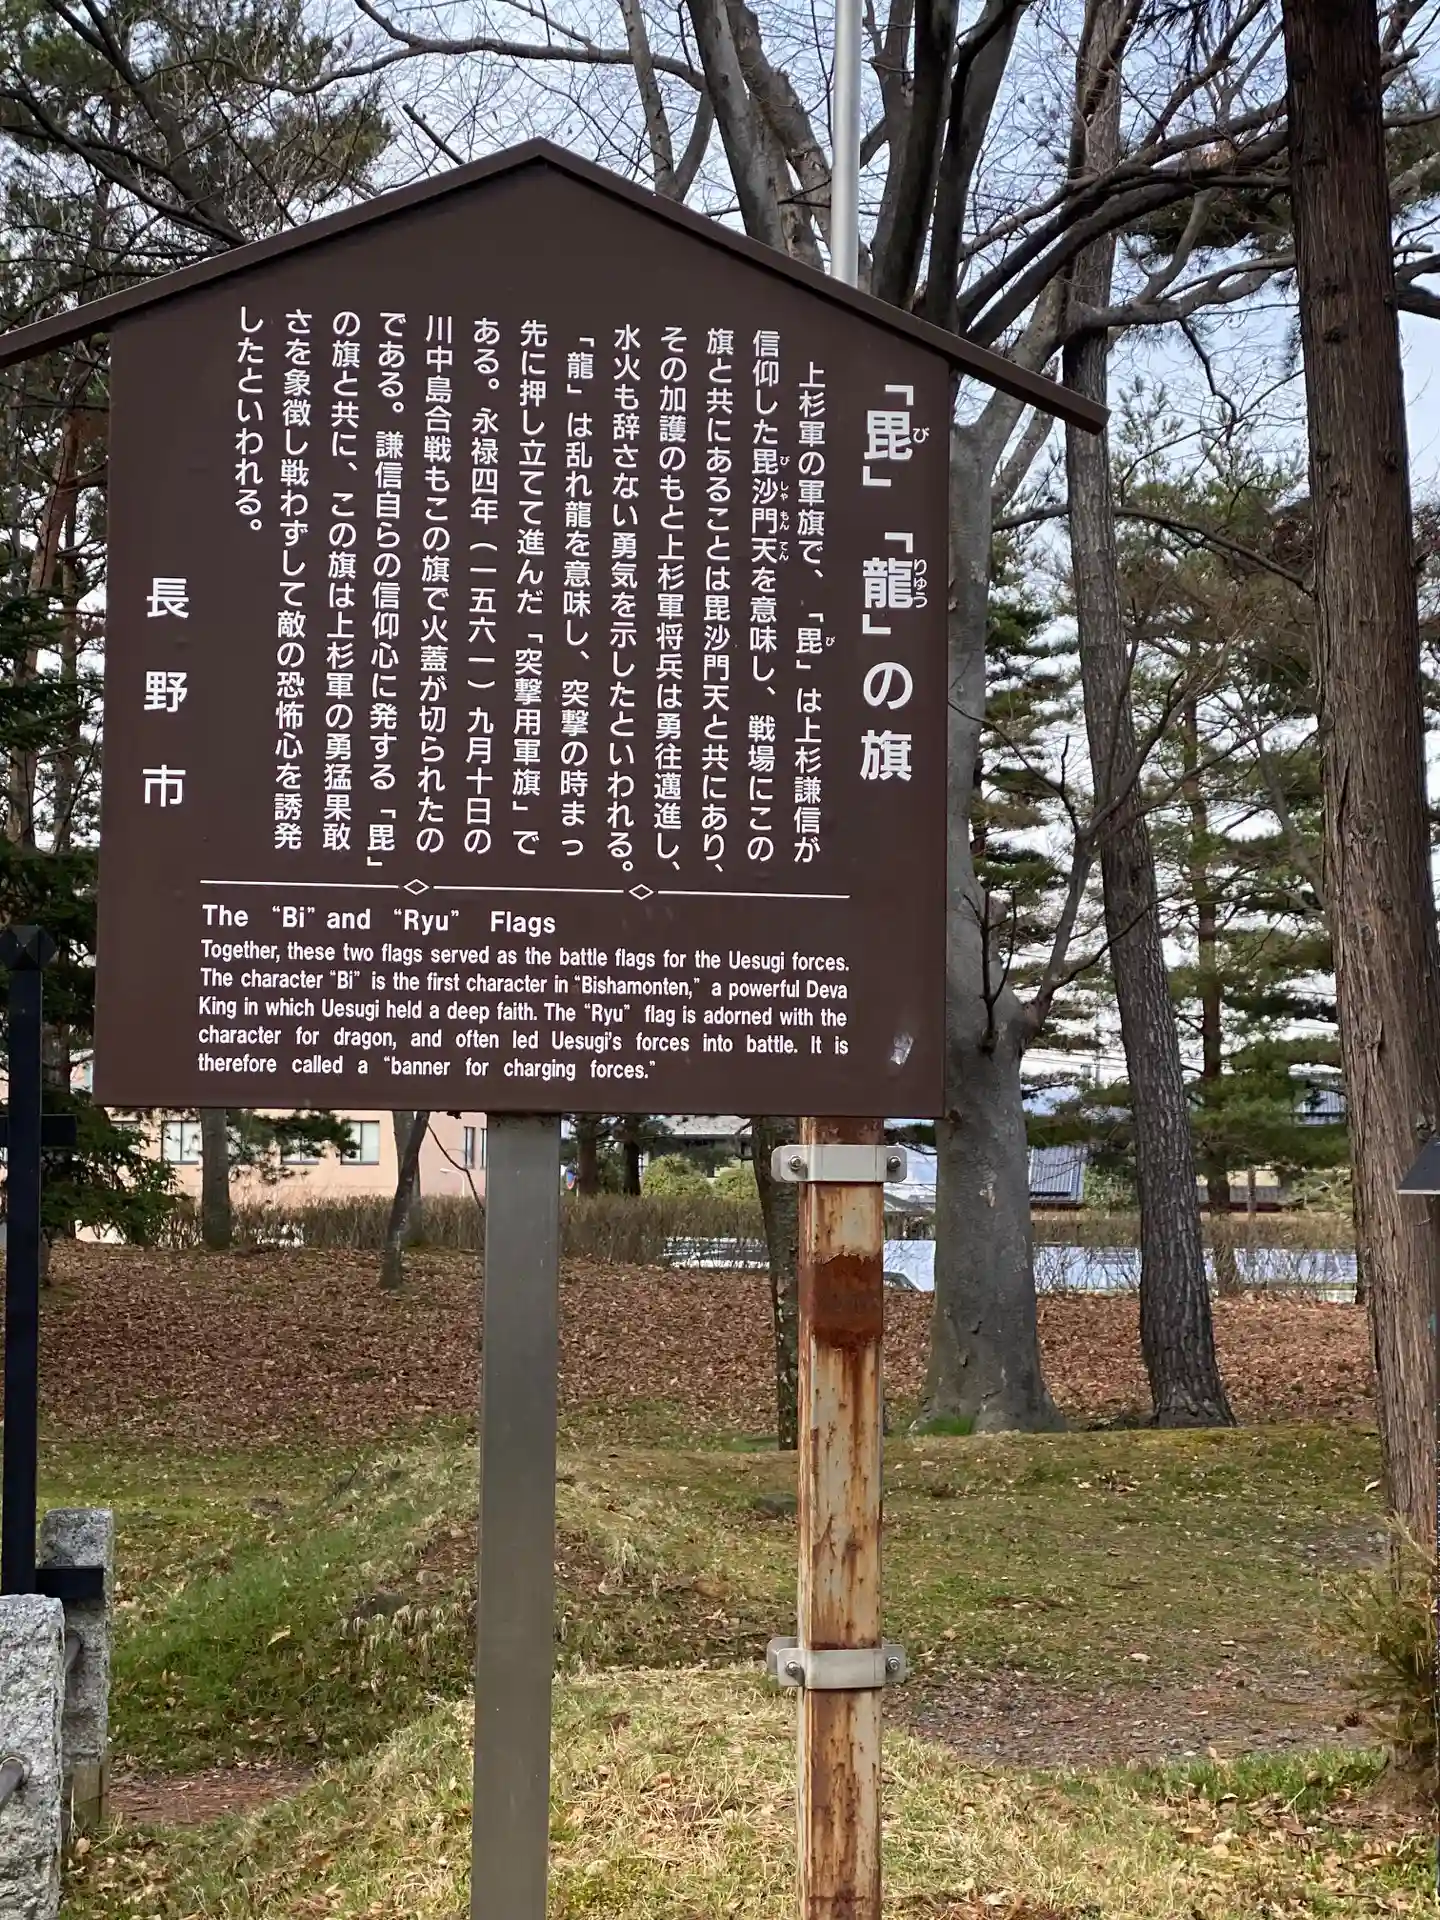 「毘」「龍」の旗
上杉軍の軍旗で、「毘」は上杉謙信が
信仰した毘沙門天を意味し、戦場にこの
旗と共にあることは毘沙門天と共にあり、
その加護のもと上杉軍将兵は勇往邁進し、
水火も辞さない勇気を示したといわれる。
「龍」は乱れ龍を意味し、突撃の時まっ
先に押し立てて進んだ「突撃用軍旗」で
ある。永禄四年（一五六一）九月十日の
川中島合戦もこの旗で火蓋が切られたの
である。謙信自らの信仰心に発する「毘」
の旗と共に、この旗は上杉軍の勇猛果敢
さを象徴し戦わずして敵の恐怖心を誘発
したといわれる。
長野市
The “Bi” and “Ryu” Flags
Together, these two flags served as the battle flags for the Uesugi forces.
The character “Bi” is the first character in “Bishamonten,” a powerful Deva
King in which Uesugi held a deep faith. The “Ryu” flag is adorned with the
character for dragon, and often led Uesugi's forces into battle. It is
therefore called a “banner for charging forces.”